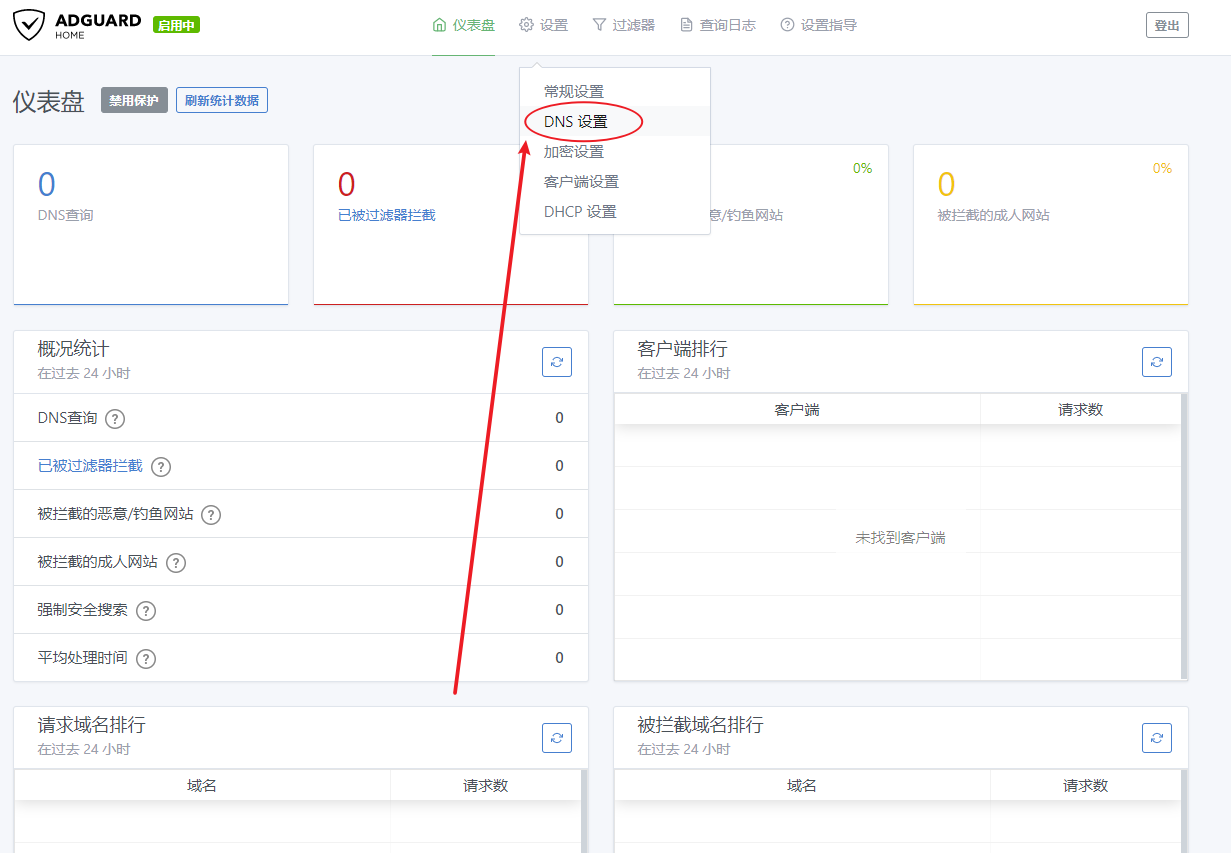 ADGUARD
HOME
启用中
仪表盘
设置
过滤器
查询日志
设置指导
登出
仪表盘
禁用保护
刷新统计数据
常规设置
DNS 设置
加密设置
客户端设置
DHCP 设置
0
DNS查询
0
已被过滤器拦截
0%
恶意/钓鱼网站
0
0%
被拦截的成人网站
概况统计
在过去 24 小时
DNS查询 ? 0
已被过滤器拦截 ? 0
被拦截的恶意/钓鱼网站 ? 0
被拦截的成人网站 ? 0
强制安全搜索 ? 0
平均处理时间 ? 0
客户端排行
在过去 24 小时
客户端 请求数
未找到客户端
请求域名排行
在过去 24 小时
域名 请求数
被拦截域名排行
在过去 24 小时
域名 请求数